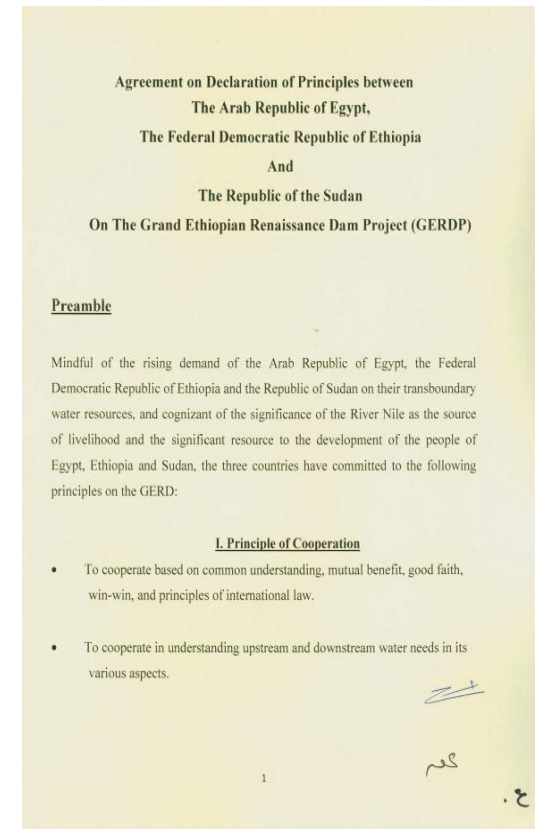 Agreement on Declaration of Principles between
The Arab Republic of Egypt,
The Federal Democratic Republic of Ethiopia
And
The Republic of the Sudan
On The Grand Ethiopian Renaissance Dam Project (GERDP)
Preamble
Mindful of the rising demand of the Arab Republic of Egypt, the Federal
Democratic Republic of Ethiopia and the Republic of Sudan on their transboundary
water resources, and cognizant of the significance of the River Nile as the source
of livelihood and the significant resource to the development of the people of
Egypt, Ethiopia and Sudan, the three countries have committed to the following
principles on the GERD:
I. Principle of Cooperation
• To cooperate based on common understanding, mutual benefit, good faith,
win-win, and principles of international law.
• To cooperate in understanding upstream and downstream water needs in its
various aspects.
1